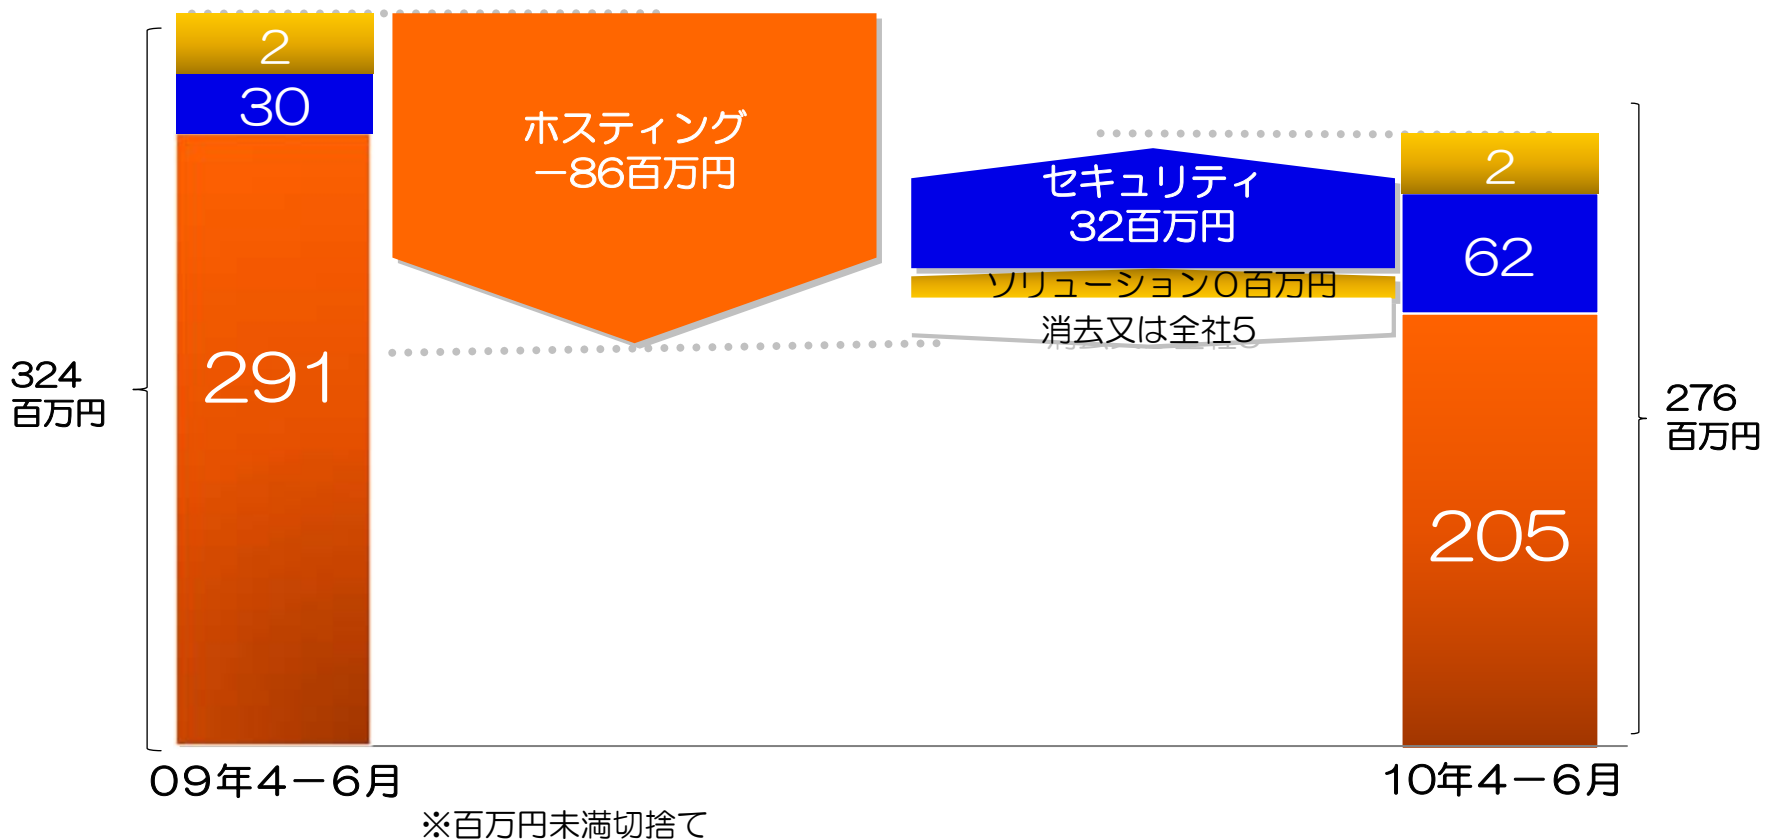 2
30
291
324
百万円
ホスティング
－86百万円
セキュリティ
32百万円
ソリューション0百万円
消去又は全社5
2
62
205
276
百万円
09年4－6月
10年4－6月
※百万円未満切捨て